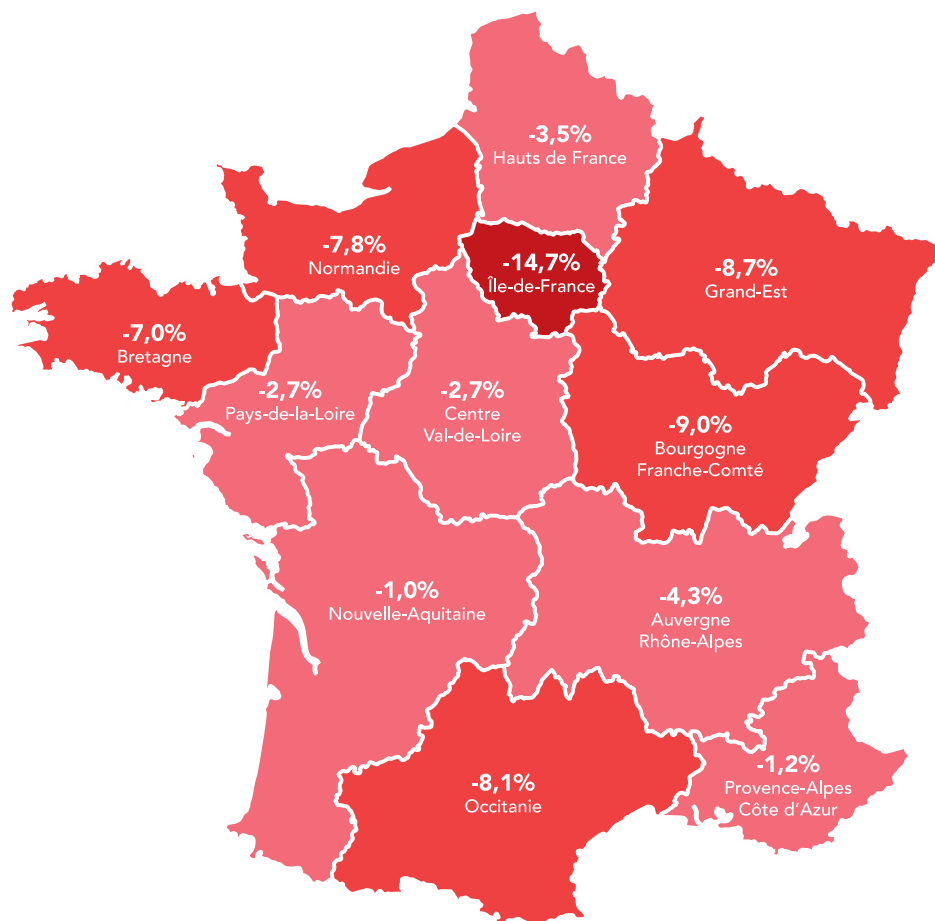 -3,5%
Hauts de France
-7,8%
Normandie
-14,7%
Île-de-France
-8,7%
Grand-Est
-7,0%
Bretagne
-2,7%
Pays-de-la-Loire
-2,7%
Centre
Val-de-Loire
-9,0%
Bourgogne
Franche-Comté
-1,0%
Nouvelle-Aquitaine
-4,3%
Auvergne
Rhône-Alpes
-8,1%
Occitanie
-1,2%
Provence-Alpes
Côte d'Azur